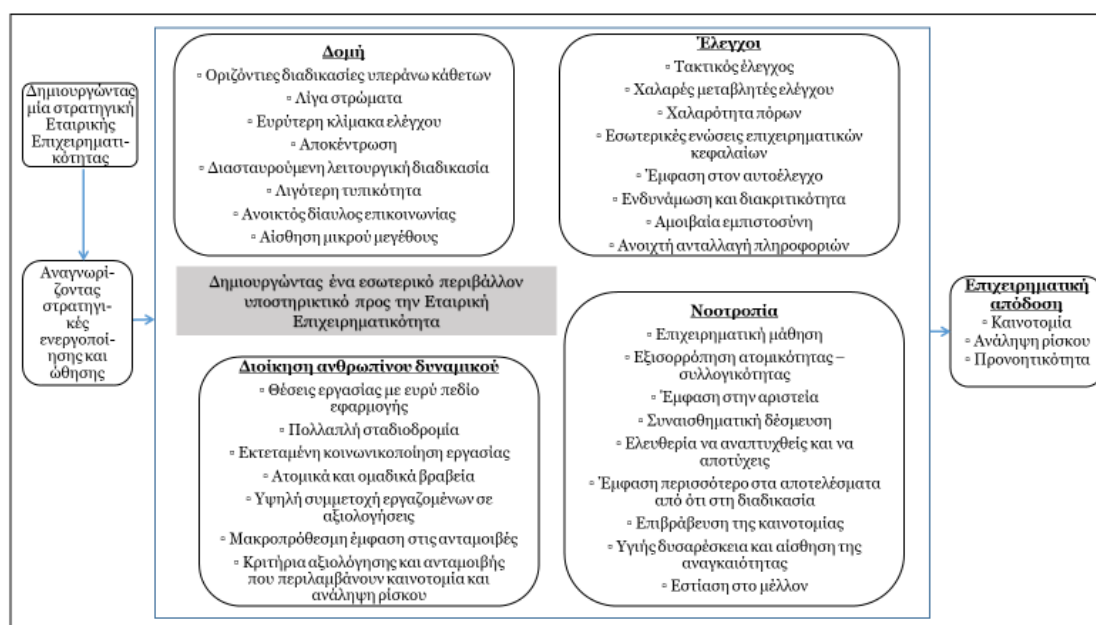 Δημιουργώντας
μία στρατηγική
Εταιρικής
Επιχειρηματι-
κότητας
Αναγνωρί-
ζοντας
στρατηγι-
κές
ενεργοποί-
ησης και
ώθησης
Δομή
▫ Οριζόντιες διαδικασίες υπεράνω κάθετων
▫ Λίγα στρώματα
▫ Ευρύτερη κλίμακα ελέγχου
▫ Αποκέντρωση
▫ Διασταυρούμενη λειτουργική διαδικασία
▫ Λιγότερη τυπικότητα
▫ Ανοικτός δίαυλος επικοινωνίας
▫ Αίσθηση μικρού μεγέθους
Έλεγχοι
▫ Τακτικός έλεγχος
▫ Χαλαρές μεταβλητές ελέγχου
▫ Χαλαρότητα πόρων
▫ Εσωτερικές ενώσεις επιχειρηματικών
κεφαλαίων
▫ Έμφαση στον αυτοέλεγχο
▫ Ενδυνάμωση και διακριτικότητα
▫ Αμοιβαία εμπιστοσύνη
▫ Ανοιχτή ανταλλαγή πληροφοριών
Δημιουργώντας ένα εσωτερικό περιβάλλον
υποστηρικτικό προς την Εταιρική
Επιχειρηματικότητα
Διοίκηση ανθρωπίνου δυναμικού
▫ Θέσεις εργασίας με ευρύ πεδίο
εφαρμογής
▫ Πολλαπλή σταδιοδρομία
▫ Εκτεταμένη κοινωνικοποίηση εργασίας
▫ Ατομικά και ομαδικά βραβεία
▫ Υψηλή συμμετοχή εργαζομένων σε
αξιολογήσεις
▫ Μακροπρόθεσμη έμφαση στις ανταμοιβές
▫ Κριτήρια αξιολόγησης και ανταμοιβής
που περιλαμβάνουν καινοτομία και
ανάληψη ρίσκου
Νοοτροπία
▫ Επιχειρηματική μάθηση
▫ Εξισορρόπηση ατομικότητας –
συλλογικότητας
▫ Έμφαση στην αριστεία
▫ Συναισθηματική δέσμευση
▫ Ελευθερία να αναπτυχθείς και να
αποτύχεις
▫ Έμφαση περισσότερο στα αποτελέσματα
από ότι στη διαδικασία
▫ Επιβράβευση της καινοτομίας
▫ Υγιής δυσαρέσκεια και αίσθηση της
αναγκαιότητας
▫ Εστίαση στο μέλλον
Επιχειρηματική
απόδοση
▫ Καινοτομία
▫ Ανάληψη ρίσκου
▫ Προνοητικότητα